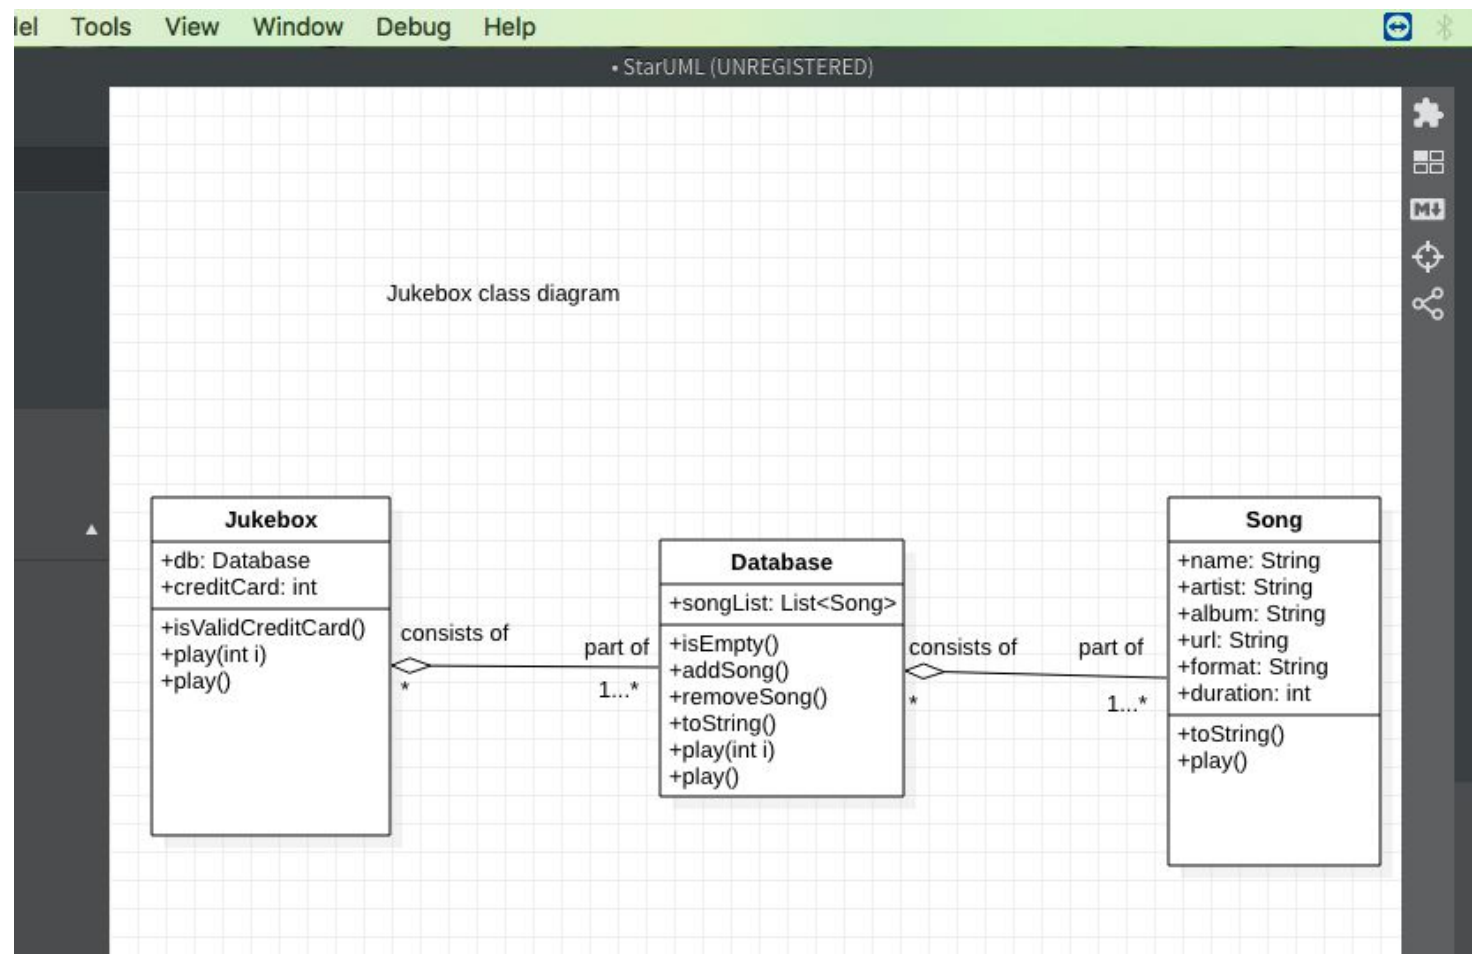 Tools View Window Debug Help
• StarUML (UNREGISTERED)
M
Jukebox class diagram
Jukebox
+db: Database
+creditCard: int
+isValidCreditCard()
+play(int i)
+play()
consists of
*
part of
1...*
Database
+songList: List<Song>
+isEmpty()
+addSong()
+removeSong()
+toString()
+play(int i)
+play()
consists of
*
part of
1...*
Song
+name: String
+artist: String
+album: String
+url: String
+format: String
+duration: int
+toString()
+play()